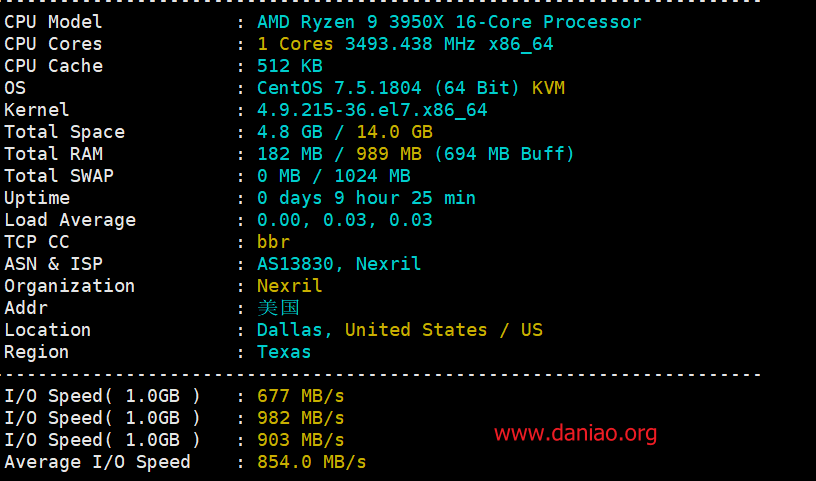 CPU Model : AMD Ryzen 9 3950X 16-Core Processor
CPU Cores : 1 Cores 3493.438 MHz x86_64
CPU Cache : 512 KB
OS : CentOS 7.5.1804 (64 Bit) KVM
Kernel : 4.9.215-36.el7.x86_64
Total Space : 4.8 GB / 14.0 GB
Total RAM : 182 MB / 989 MB (694 MB Buff)
Total SWAP : 0 MB / 1024 MB
Uptime : 0 days 9 hour 25 min
Load Average : 0.00, 0.03, 0.03
TCP CC : bbr
ASN & ISP : AS13830, Nexril
Organization : Nexril
Addr : 美国
Location : Dallas, United States / US
Region : Texas
----------------------------------------------------------------------
I/O Speed( 1.0GB ) : 677 MB/s
I/O Speed( 1.0GB ) : 982 MB/s
I/O Speed( 1.0GB ) : 903 MB/s
Average I/O Speed : 854.0 MB/s
www.daniao.org